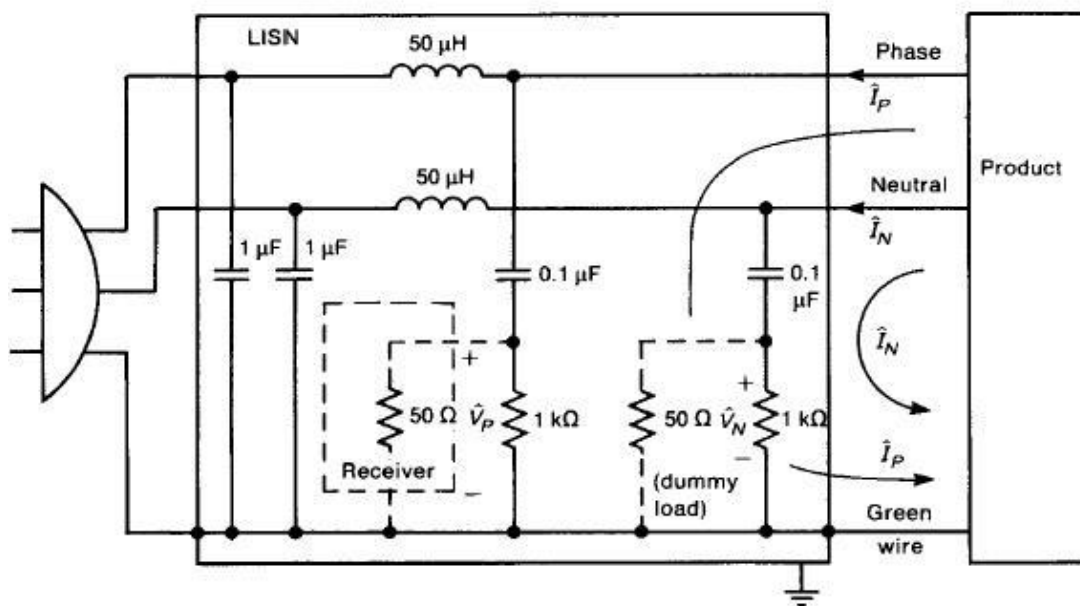 LISN
50 μH
Phase
Î_P
50 μH
Neutral
Product
Î_N
1 μF
1 μF
0.1 μF
0.1
μF
Î_N
+
+
50 Ω
V̂_P
1 kΩ
50 Ω
V̂_N
1 kΩ
Receiver
−
−
Î_P
(dummy
load)
Green
wire